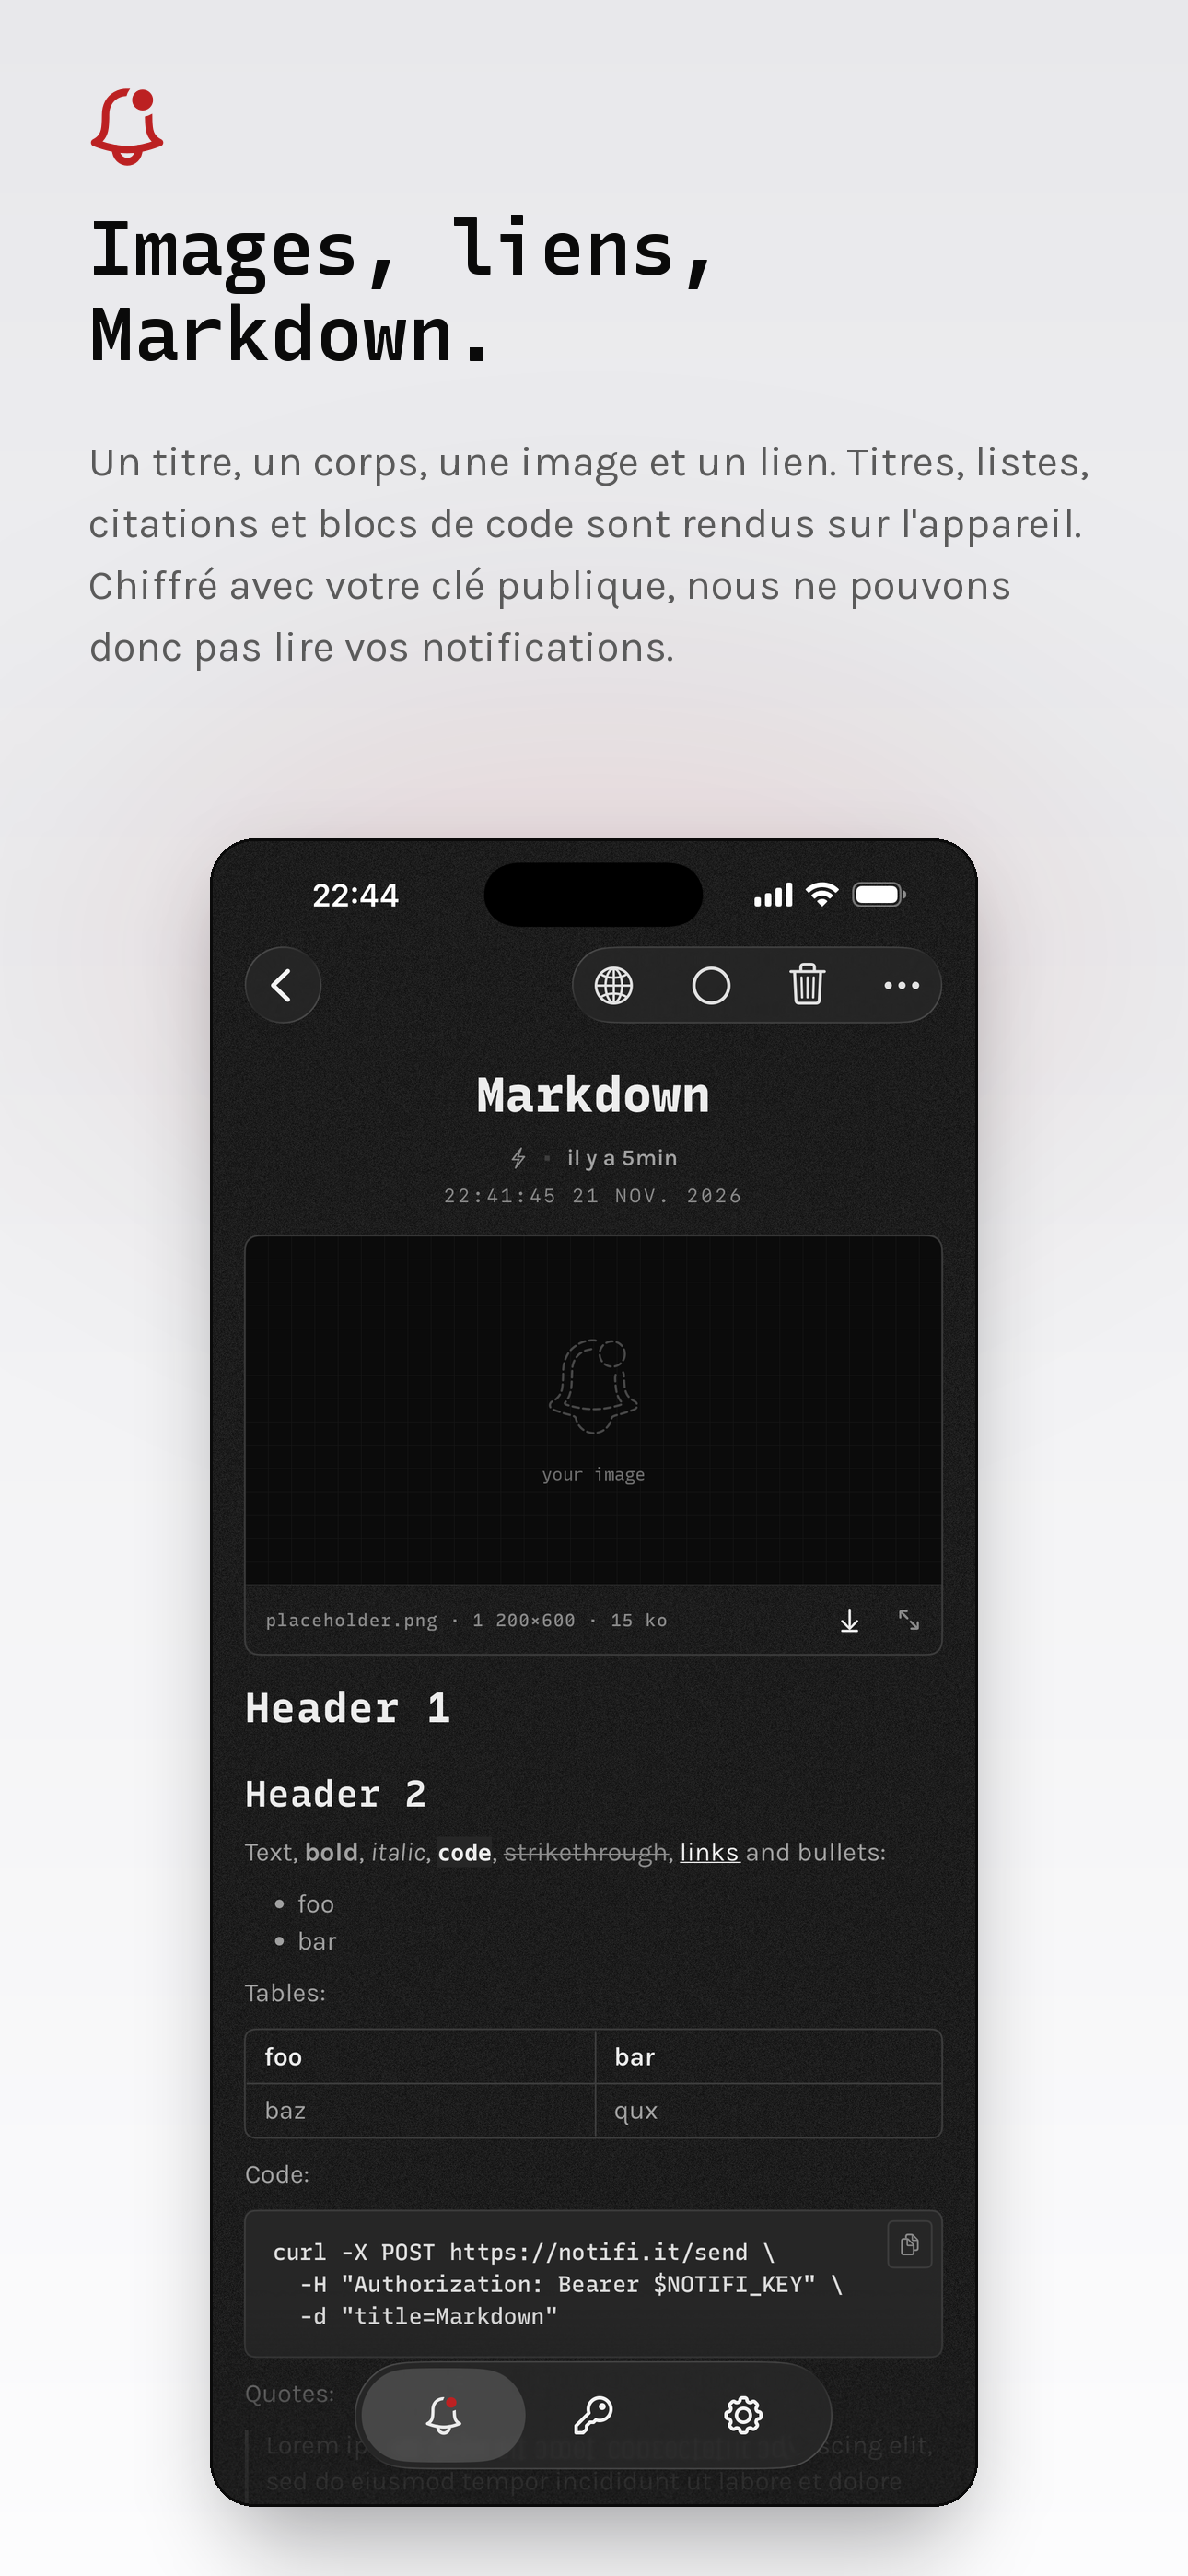 Images, liens,
Markdown.
Un titre, un corps, une image et un lien. Titres, listes,
citations et blocs de code sont rendus sur l'appareil.
Chiffré avec votre clé publique, nous ne pouvons
donc pas lire vos notifications.
22:44
Markdown
il y a 5min
22:41:45 21 NOV. 2026
your image
placeholder.png · 1 200×600 · 15 ko
Header 1
Header 2
Text, bold, italic, code, strikethrough, links and bullets:
• foo
• bar
Tables:
foo bar
baz qux
Code:
curl -X POST https://notifi.it/send \
-H "Authorization: Bearer $NOTIFI_KEY" \
-d "title=Markdown"
Quotes:
Lorem elit,
sed do eiusmod tempor incididunt ut labore et dolore